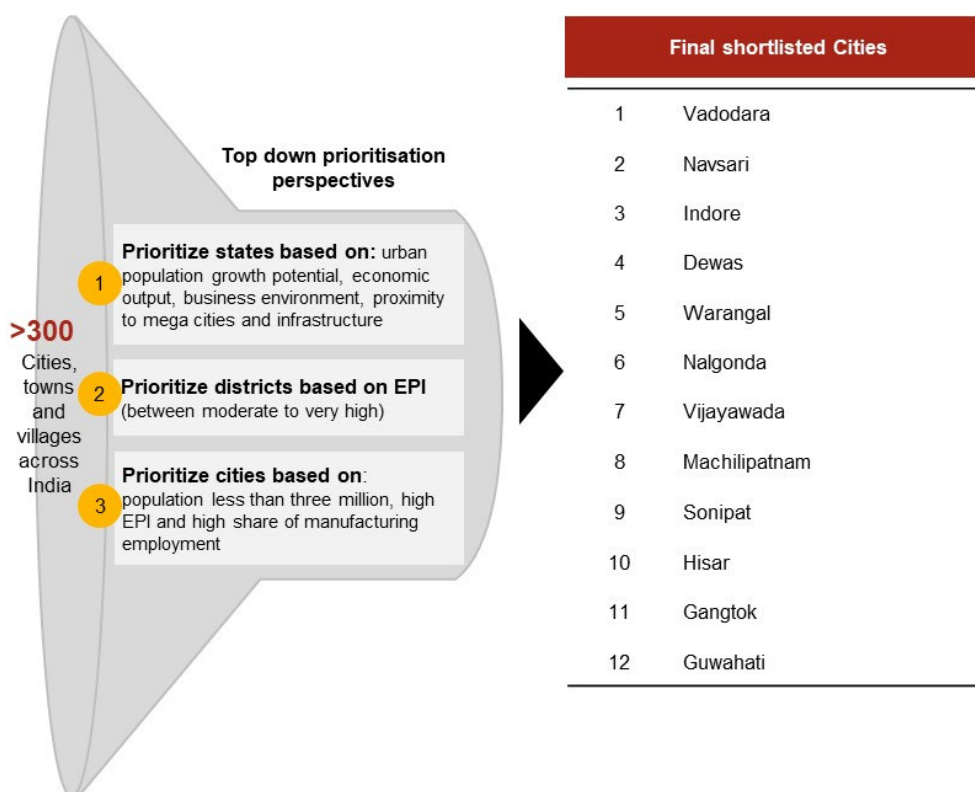 Top down prioritisation
perspectives
>300
Cities,
towns
and
villages
across
India
1
Prioritize states based on: urban
population growth potential, economic
output, business environment, proximity
to mega cities and infrastructure
2
Prioritize districts based on EPI
(between moderate to very high)
3
Prioritize cities based on:
population less than three million, high
EPI and high share of manufacturing
employment
Final shortlisted Cities
1 Vadodara
2 Navsari
3 Indore
4 Dewas
5 Warangal
6 Nalgonda
7 Vijayawada
8 Machilipatnam
9 Sonipat
10 Hisar
11 Gangtok
12 Guwahati